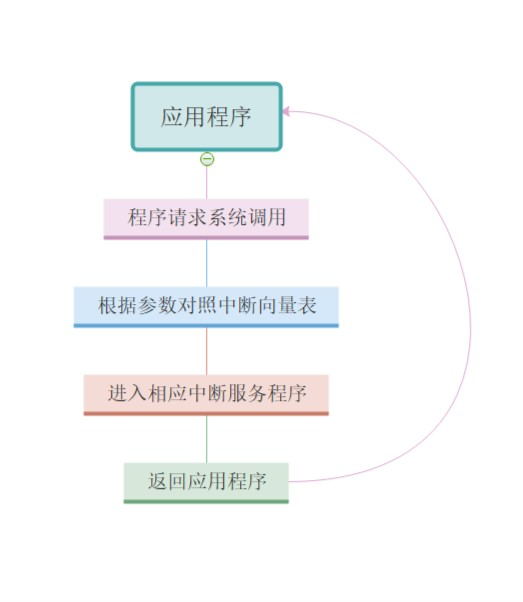 应用程序
程序请求系统调用
根据参数对照中断向量表
进入相应中断服务程序
返回应用程序